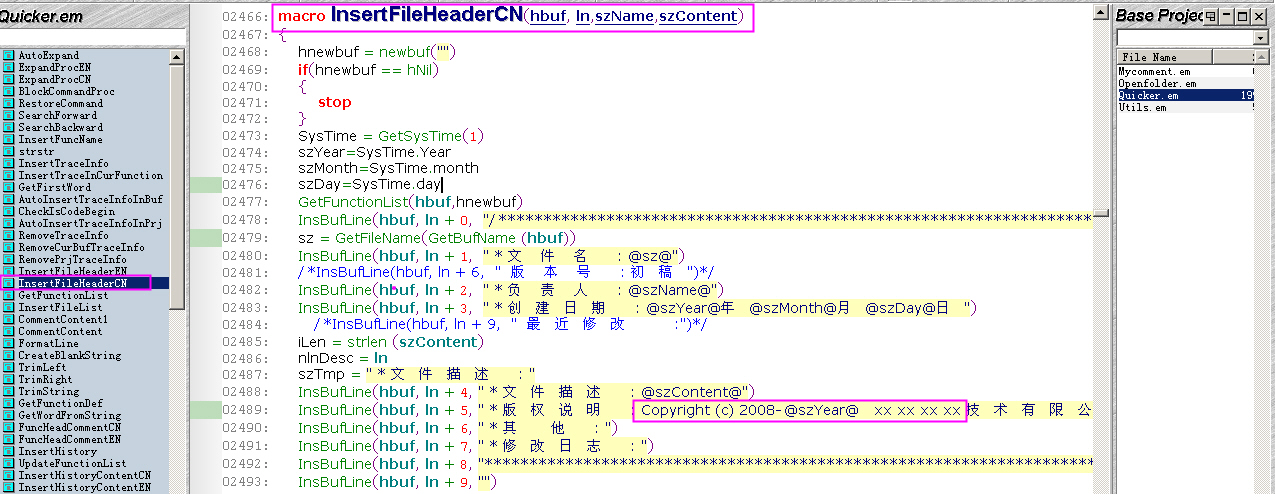 Quicker.em
AutoExpand
ExpandProcEN
ExpandProcCN
BlockCommandProc
RestoreCommand
SearchForward
SearchBackward
InsertFuncName
strstr
InsertTraceInfo
InsertTraceInCurFunction
GetFirstWord
AutoInsertTraceInfoInBuf
CheckIsCodeBegin
AutoInsertTraceInfoInPrj
RemoveTraceInfo
RemoveCurBufTraceInfo
RemovePrjTraceInfo
InsertFileHeaderEN
InsertFileHeaderCN
GetFunctionList
InsertFileList
CommentContent1
CommentContent
FormatLine
CreateBlankString
TrimLeft
TrimRight
TrimString
GetFunctionDef
GetWordFromString
FuncHeadCommentCN
FuncHeadCommentEN
InsertHistory
UpdateFunctionList
InsertHistoryContentCN
InsertHistoryContentEN
02466: macro InsertFileHeaderCN(hbuf, ln,szName,szContent)
02467: {
02468: hnewbuf = newbuf("")
02469: if(hnewbuf == hNil)
02470: {
02471: stop
02472: }
02473: SysTime = GetSysTime(1)
02474: szYear=SysTime.Year
02475: szMonth=SysTime.month
02476: szDay=SysTime.day
02477: GetFunctionList(hbuf,hnewbuf)
02478: InsBufLine(hbuf, ln + 0, "/******************************************************************
02479: sz = GetFileName(GetBufName (hbuf))
02480: InsBufLine(hbuf, ln + 1, " * 文 件 名 : @sz@")
02481: / *InsBufLine(hbuf, ln + 6, " 版 本 号 : 初 稿 ")*/
02482: InsBufLine(hbuf, ln + 2, " * 负 责 人 : @szName@")
02483: InsBufLine(hbuf, ln + 3, " * 创 建 日 期 : @szYear@年 @szMonth@月 @szDay@日 ")
02484: / *InsBufLine(hbuf, ln + 9, " 最 近 修 改 :")*/
02485: iLen = strlen (szContent)
02486: nlnDesc = ln
02487: szTmp = " * 文 件 描 述 : "
02488: InsBufLine(hbuf, ln + 4, " * 文 件 描 述 : @szContent@")
02489: InsBufLine(hbuf, ln + 5, " * 版 权 说 明 : Copyright (c) 2008- @szYear@ xx xx xx xx 技 术 有 限 公
02490: InsBufLine(hbuf, ln + 6, " * 其 他 : ")
02491: InsBufLine(hbuf, ln + 7, " * 修 改 日 志 : ")
02492: InsBufLine(hbuf, ln + 8, "*******************************************************************
02493: InsBufLine(hbuf, ln + 9, "")
Base Projec
File Name
Mycomment.em
Openfolder.em
Quicker.em 199
Utils.em